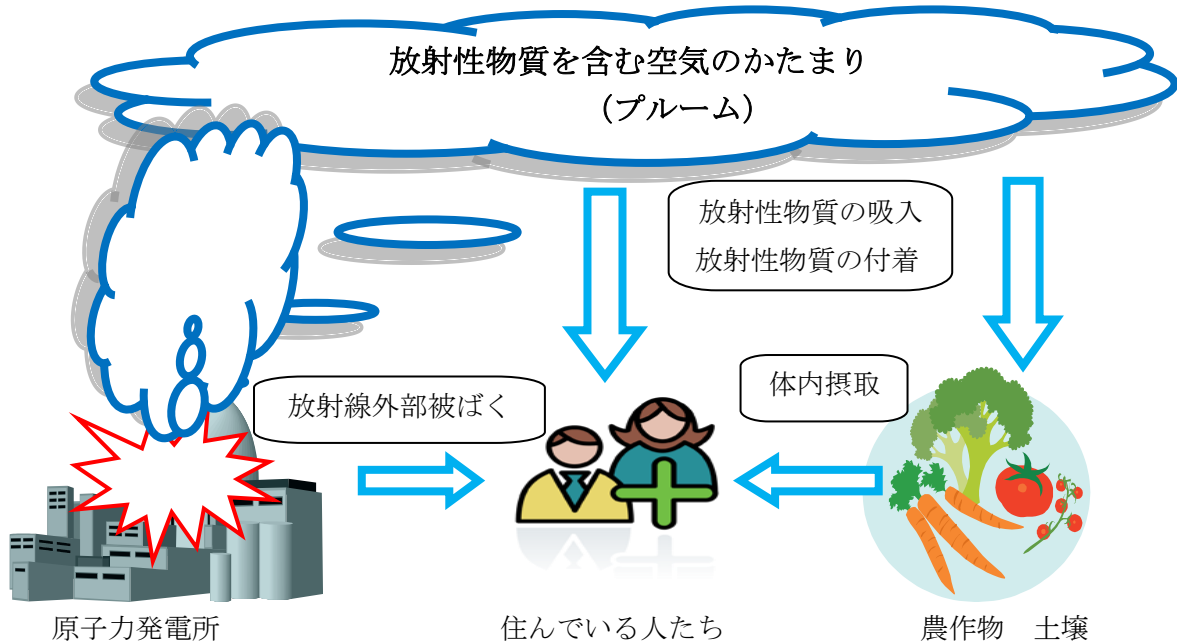 放射性物質を含む空気のかたまり
（プルーム）
放射性物質の吸入
放射性物質の付着
放射線外部被ばく
体内摂取
原子力発電所
住んでいる人たち
農作物　土壌